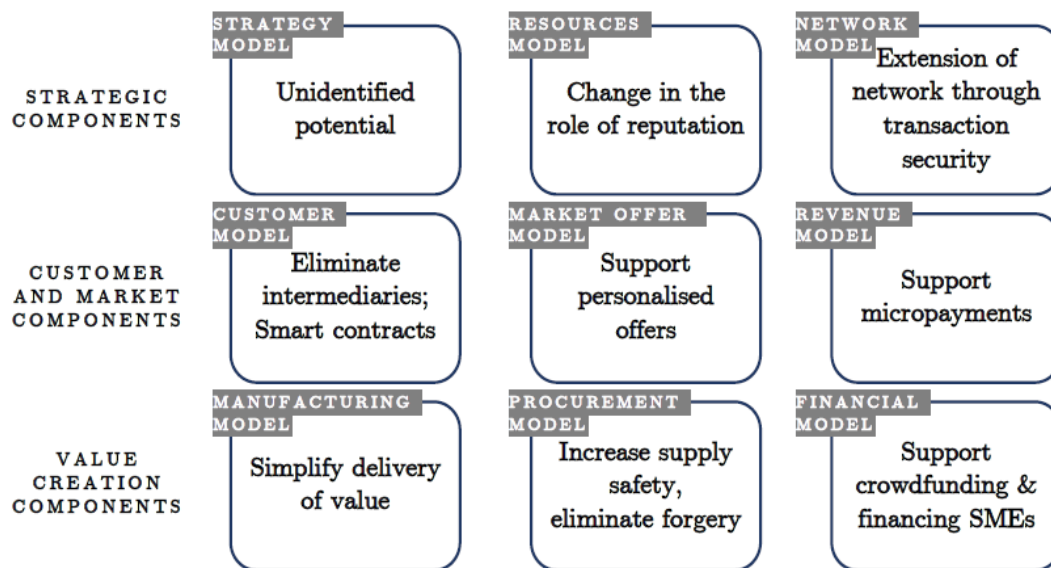 STRATEGIC
COMPONENTS
STRATEGY
MODEL
Unidentified
potential
RESOURCES
MODEL
Change in the
role of reputation
NETWORK
MODEL
Extension of
network through
transaction
security
CUSTOMER
AND MARKET
COMPONENTS
CUSTOMER
MODEL
Eliminate
intermediaries;
Smart contracts
MARKET OFFER
MODEL
Support
personalised
offers
REVENUE
MODEL
Support
micropayments
VALUE
CREATION
COMPONENTS
MANUFACTURING
MODEL
Simplify delivery
of value
PROCUREMENT
MODEL
Increase supply
safety,
eliminate forgery
FINANCIAL
MODEL
Support
crowdfunding &
financing SMEs